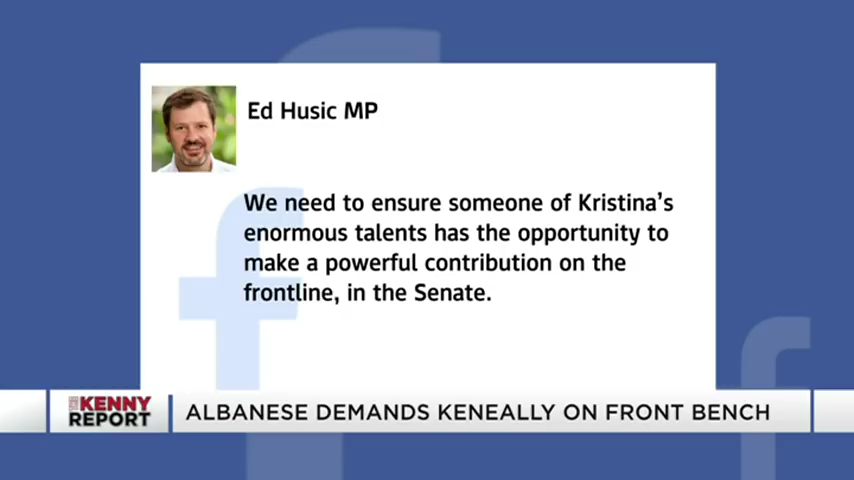 Ed Husic MP
We need to ensure someone of Kristina's
enormous talents has the opportunity to
make a powerful contribution on the
frontline, in the Senate.
KENNY
REPORT
ALBANESE DEMANDS KENEALLY ON FRONT BENCH